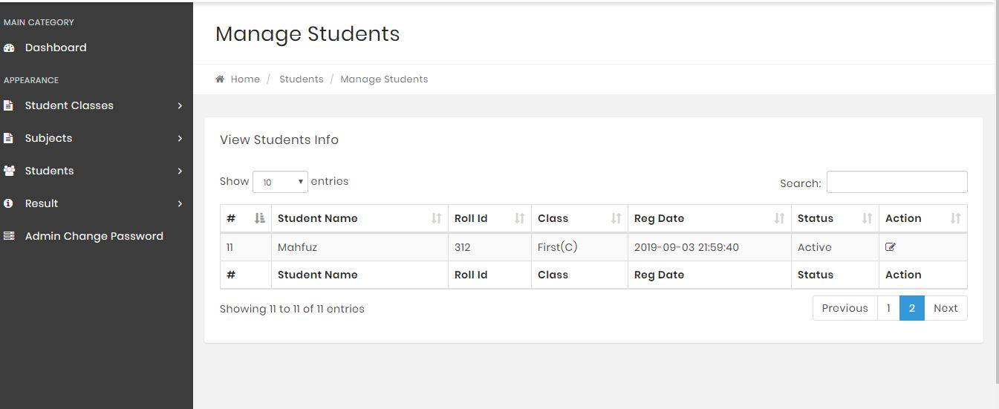 MAIN CATEGORY
Dashboard
APPEARANCE
Student Classes
Subjects
Students
Result
Admin Change Password
Manage Students
Home / Students / Manage Students
View Students Info
Show 10 entries
Search:
# Student Name Roll Id Class Reg Date Status Action
11 Mahfuz 312 First(C) 2019-09-03 21:59:40 Active
# Student Name Roll Id Class Reg Date Status Action
Showing 11 to 11 of 11 entries
Previous 1 2 Next